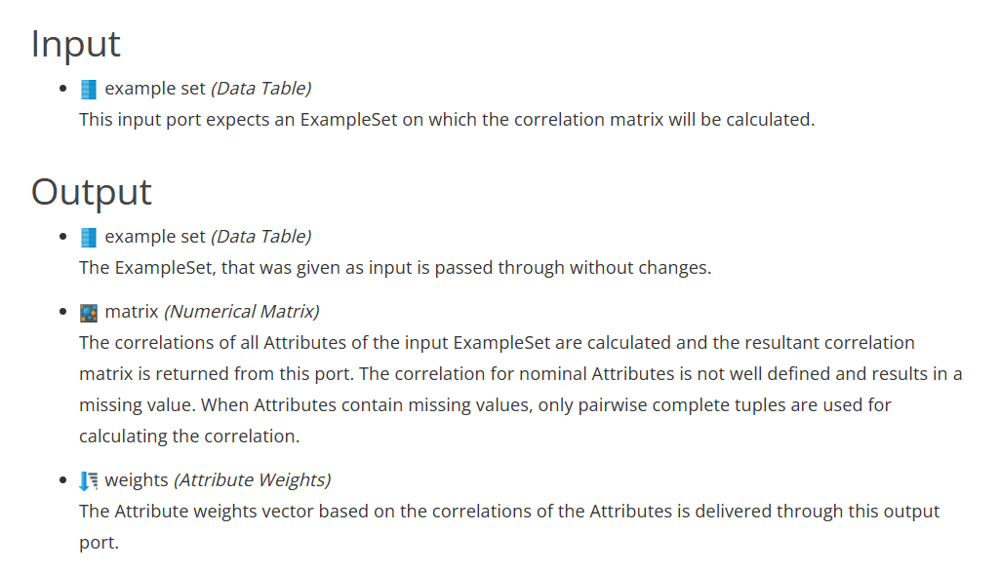 Input
• example set (Data Table)
This input port expects an ExampleSet on which the correlation matrix will be calculated.
Output
• example set (Data Table)
The ExampleSet, that was given as input is passed through without changes.
• matrix (Numerical Matrix)
The correlations of all Attributes of the input ExampleSet are calculated and the resultant correlation
matrix is returned from this port. The correlation for nominal Attributes is not well defined and results in a
missing value. When Attributes contain missing values, only pairwise complete tuples are used for
calculating the correlation.
• weights (Attribute Weights)
The Attribute weights vector based on the correlations of the Attributes is delivered through this output
port.